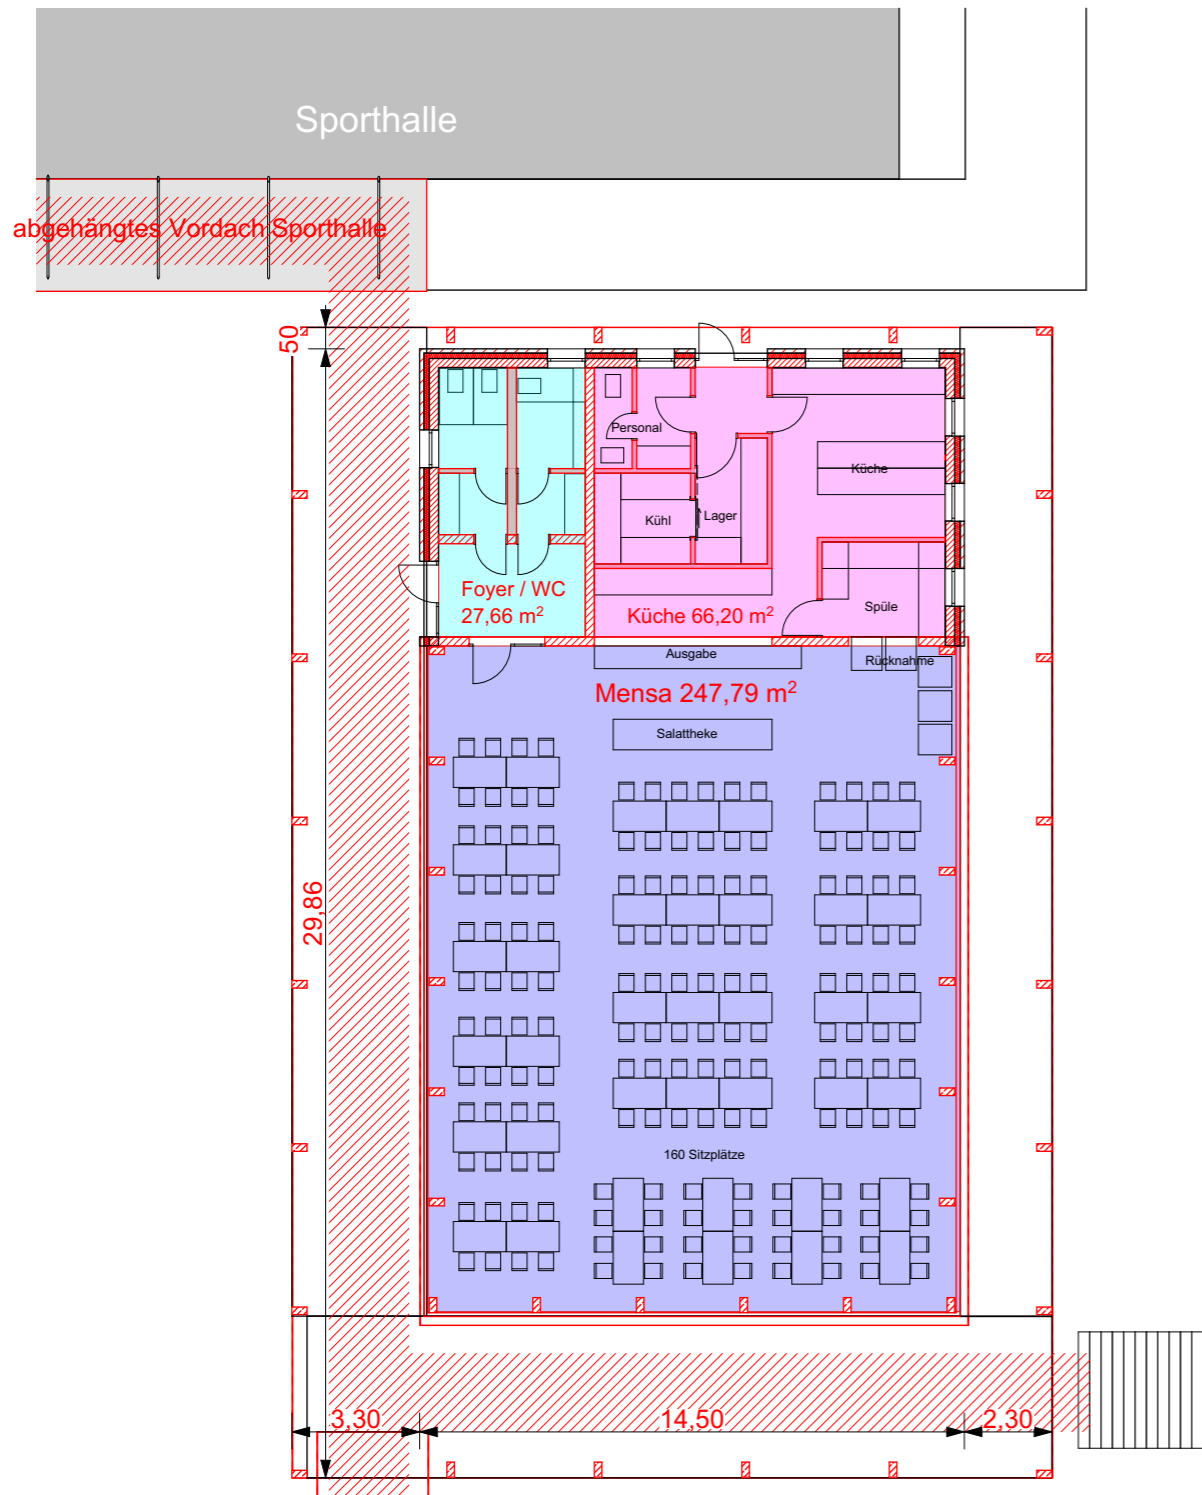 Sporthalle
abgehängtes Vordach Sporthalle
50
Personal
Küche
Kühl
Lager
Foyer / WC
27,66 m²
Küche 66,20 m²
Spüle
Ausgabe
Rücknahme
Mensa 247,79 m²
Salattheke
29,86
160 Sitzplätze
3,30
14,50
2,30